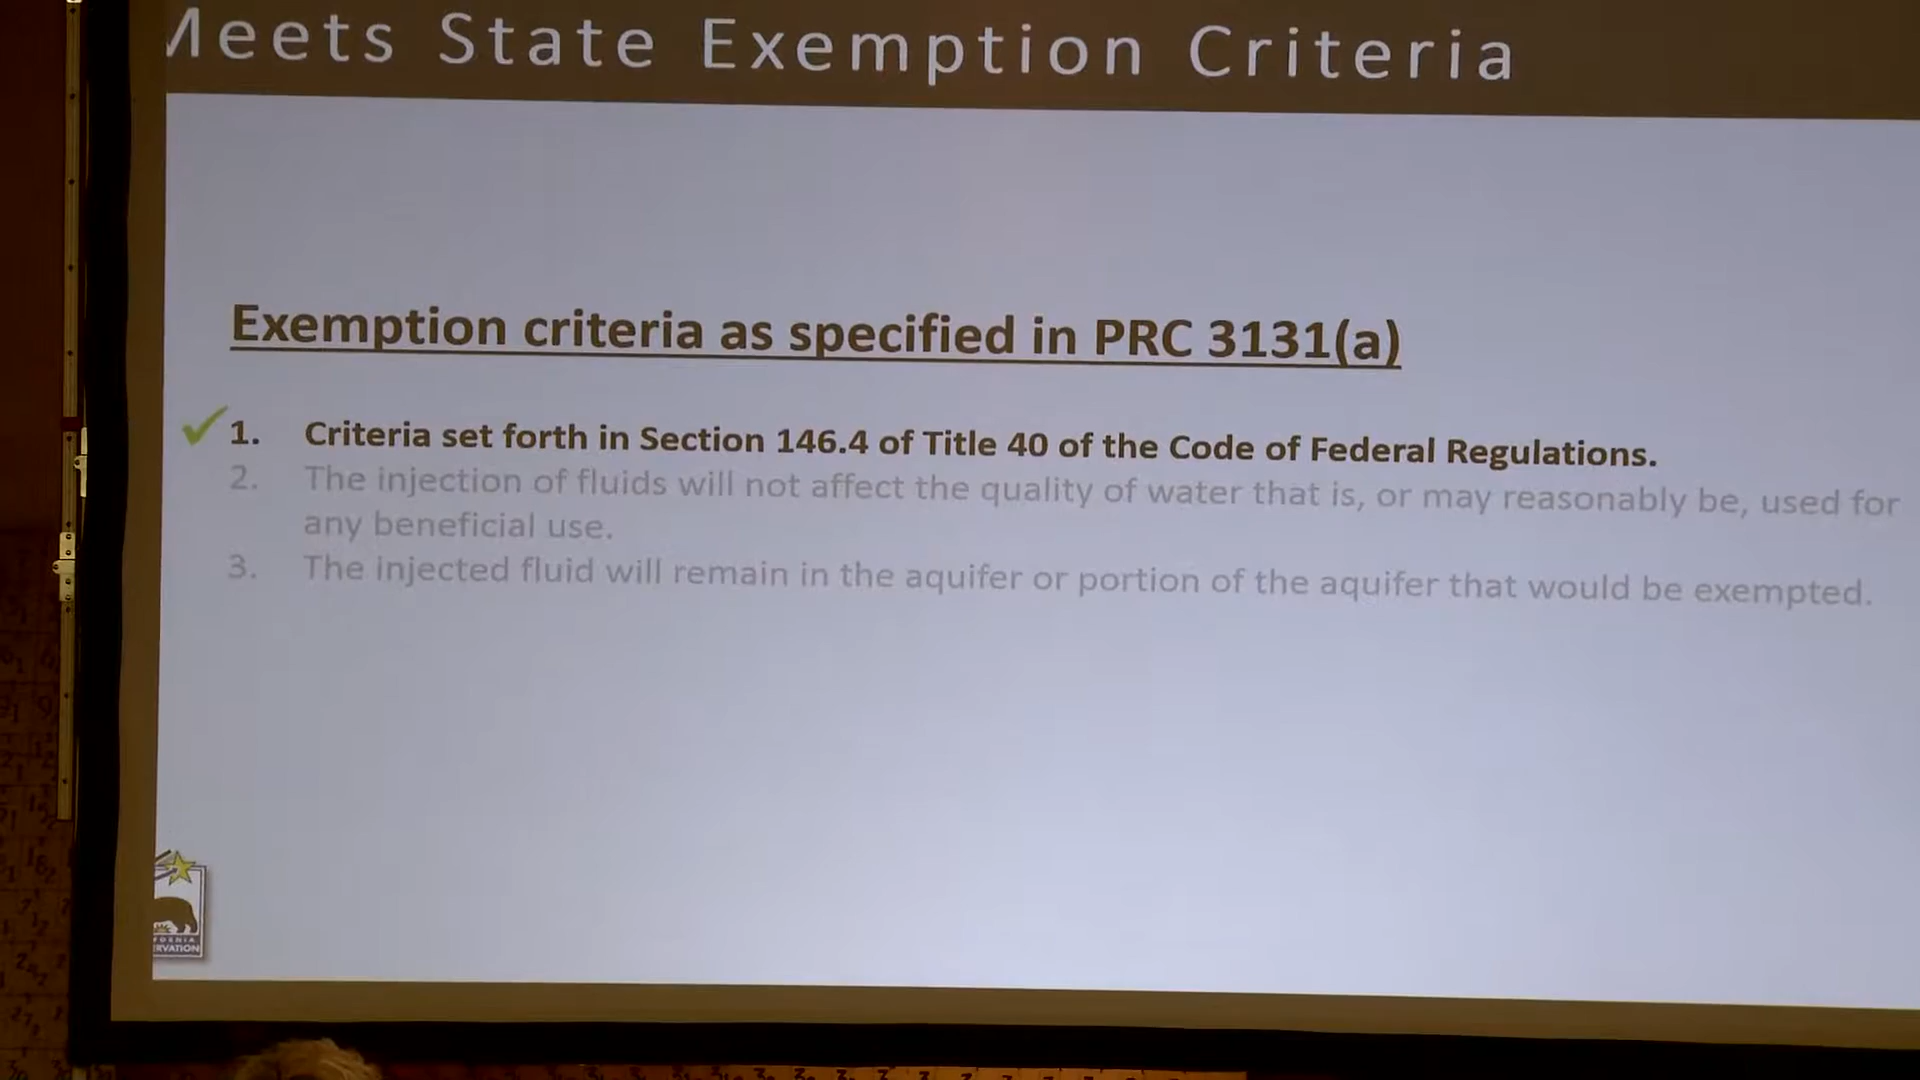 Meets State Exemption Criteria
Exemption criteria as specified in PRC 3131(a)
1. Criteria set forth in Section 146.4 of Title 40 of the Code of Federal Regulations.
2. The injection of fluids will not affect the quality of water that is, or may reasonably be, used for
any beneficial use.
3. The injected fluid will remain in the aquifer or portion of the aquifer that would be exempted.